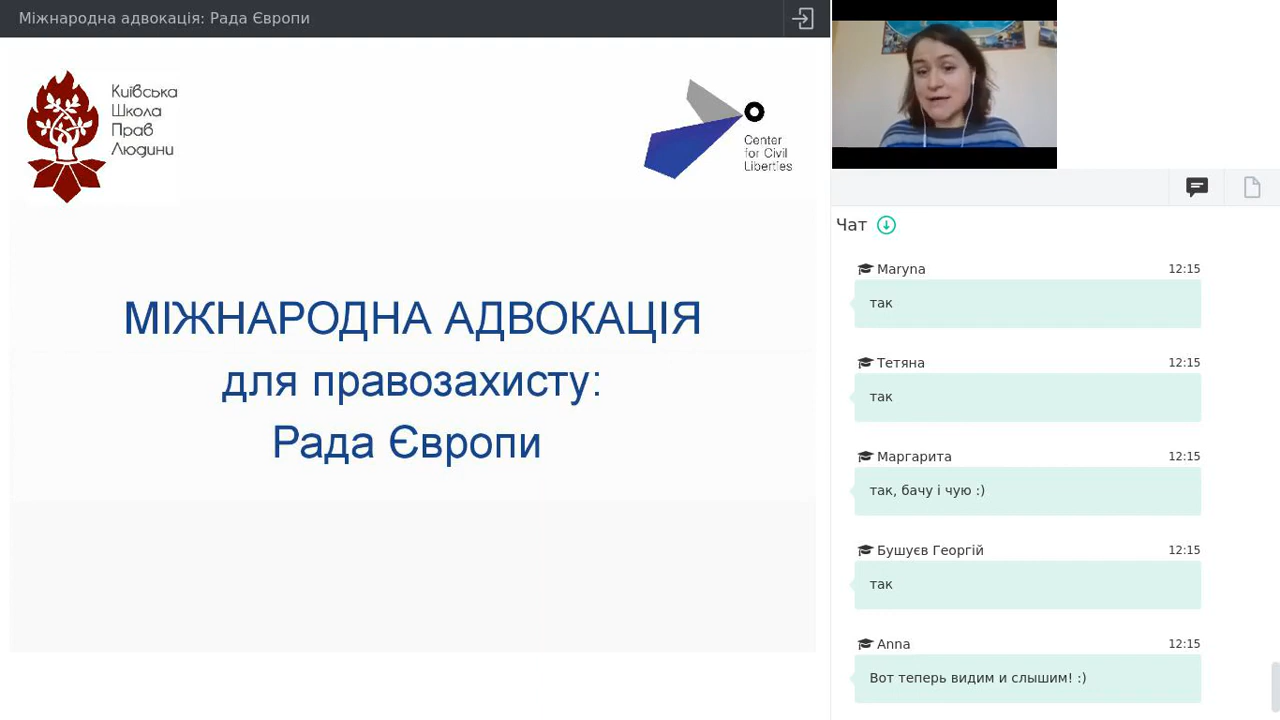 Міжнародна адвокація: Рада Європи
Київська
Школа
Прав
Людини
Center
for Civil
Liberties
МІЖНАРОДНА АДВОКАЦІЯ
для правозахисту:
Рада Європи
Чат
Maryna 12:15
так
Тетяна 12:15
так
Маргарита 12:15
так, бачу і чую :)
Бушуєв Георгій 12:15
так
Anna 12:15
Вот теперь видим и слышим! :)